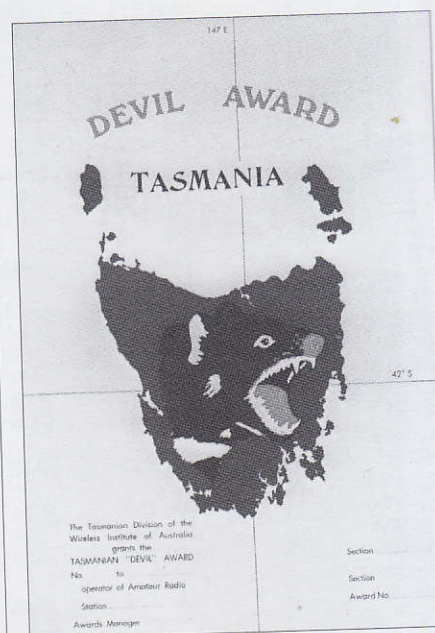 147 E
DEVIL AWARD
TASMANIA
42° S
The Tasmanian Division of the
Wireless Institute of Australia
grants the
TASMANIAN "DEVIL" AWARD
No to
operator of Amateur Radio
Station
Awards Manager
Section
Section
Award No